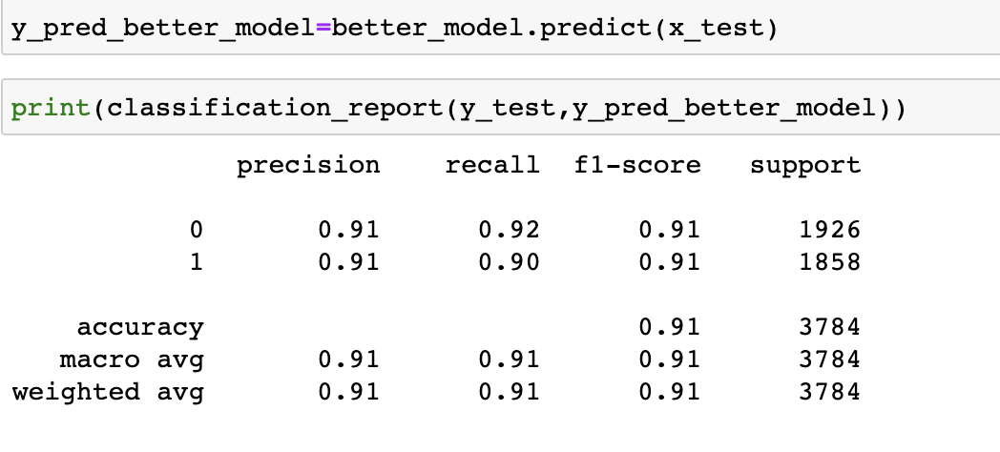 y_pred_better_model=better_model.predict(x_test)
print(classification_report(y_test,y_pred_better_model))
precision recall f1-score support
0 0.91 0.92 0.91 1926
1 0.91 0.90 0.91 1858
accuracy 0.91 3784
macro avg 0.91 0.91 0.91 3784
weighted avg 0.91 0.91 0.91 3784